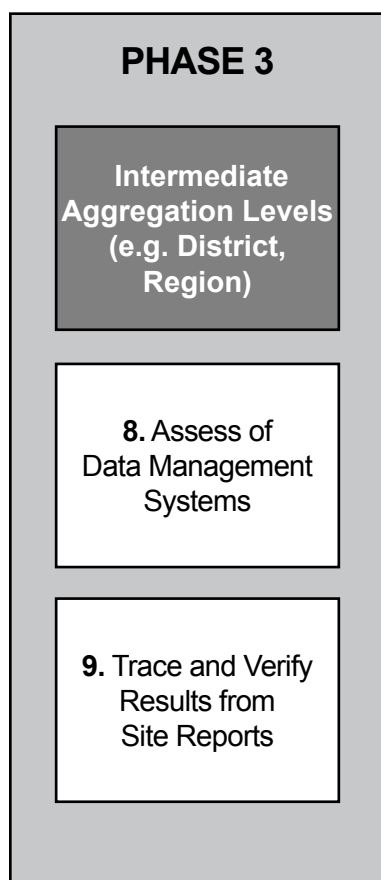 PHASE 3
Intermediate
Aggregation Levels
(e.g. District,
Region)
8. Assess of
Data Management
Systems
9. Trace and Verify
Results from
Site Reports